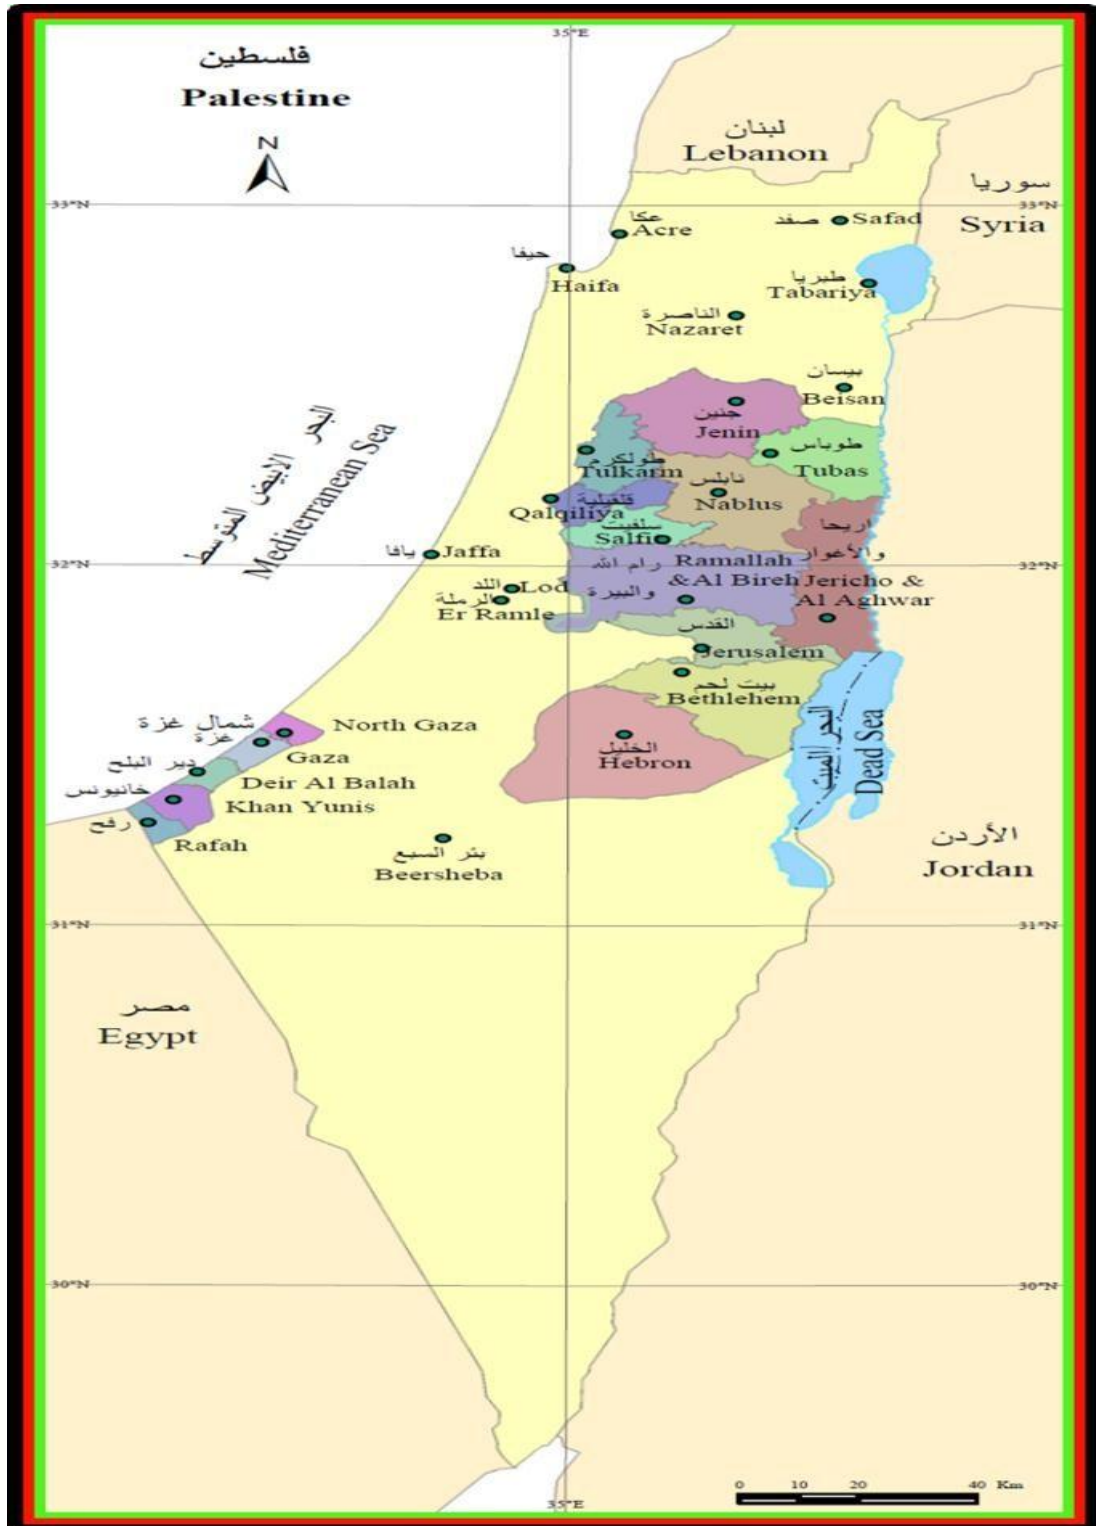 35°E
فلسطين
Palestine
N
لبنان
Lebanon
سوريا
33°N
33°N
Syria
عكا
Acre
صفد
Safad
حيفا
Haifa
طبريا
Tabariya
الناصرة
Nazaret
بيسان
Beisan
جنين
Jenin
البحر الابيض المتوسط
Mediterranean Sea
طوباس
Tubas
طولكرم
Tulkarm
نابلس
Nablus
قلقيلية
Qalqiliya
سلفيت
Salfi
اريحا
والأغوار
Jericho &
Al Aghwar
يافا
Jaffa
رام الله
والبيرة
Ramallah
& Al Bireh
32°N
32°N
اللد
Lod
الرملة
Er Ramle
القدس
Jerusalem
بيت لحم
Bethlehem
شمال غزة
North Gaza
غزة
Gaza
الخليل
Hebron
البحر الميت
Dead Sea
دير البلح
Deir Al Balah
خانيونس
Khan Yunis
رفح
Rafah
بئر السبع
Beersheba
الأردن
Jordan
31°N
31°N
مصر
Egypt
30°N
30°N
0 10 20 40 Km
35°E